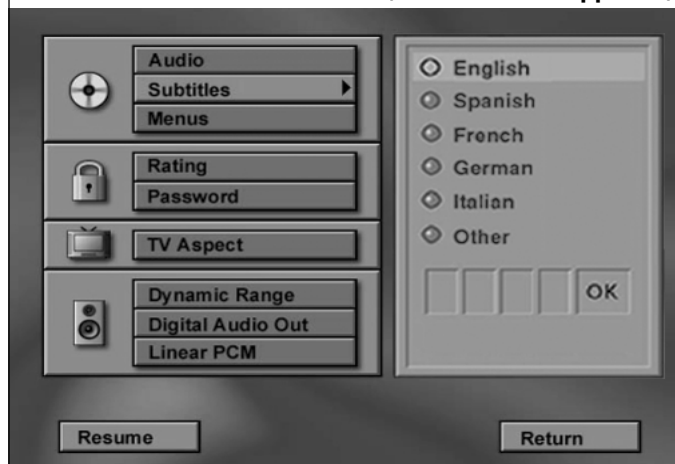 Audio
Subtitles
Menus
Rating
Password
TV Aspect
Dynamic Range
Digital Audio Out
Linear PCM
English
Spanish
French
German
Italian
Other
OK
Resume
Return